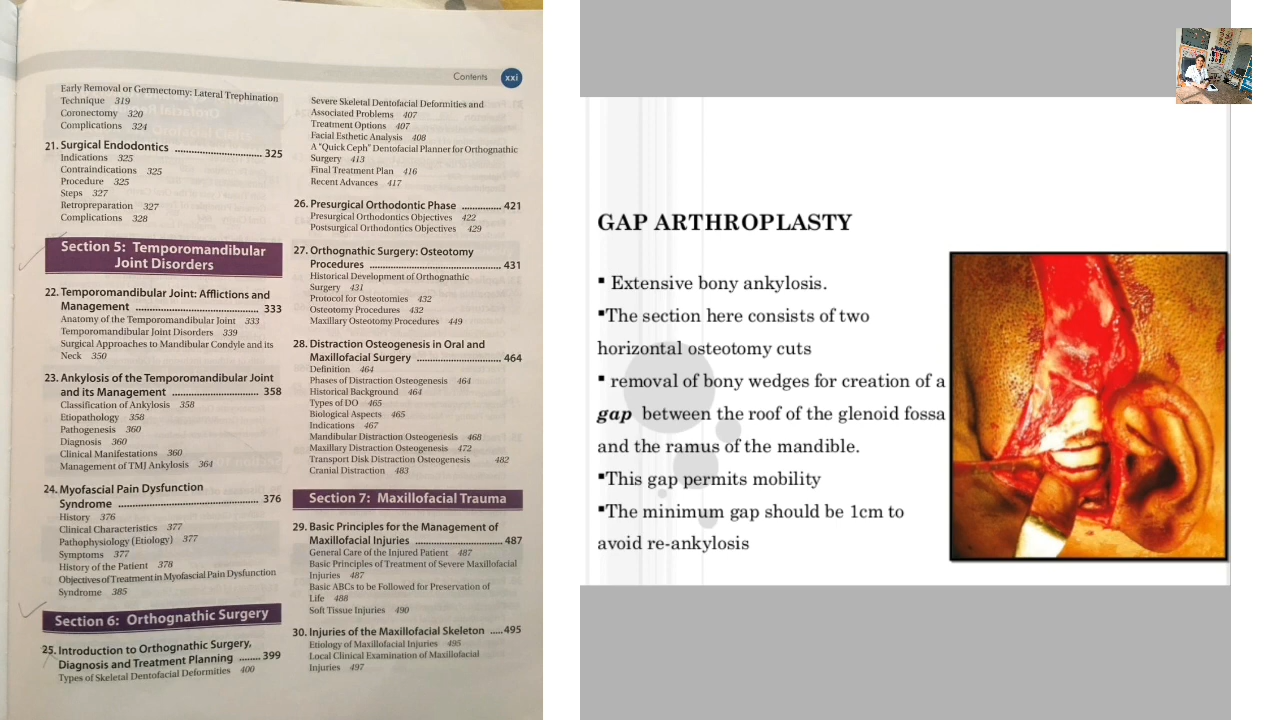 Contents xxi
Early Removal or Germectomy: Lateral Trephination
Technique 319
Coronectomy 320
Complications 324
21. Surgical Endodontics ............................... 325
Indications 325
Contraindications 325
Procedure 325
Steps 327
Retropreparation 327
Complications 328
Section 5: Temporomandibular
Joint Disorders
22. Temporomandibular Joint: Afflictions and
Management ........................................ 333
Anatomy of the Temporomandibular Joint 333
Temporomandibular Joint Disorders 339
Surgical Approaches to Mandibular Condyle and its
Neck 350
23. Ankylosis of the Temporomandibular Joint
and its Management .............................. 358
Classification of Ankylosis 358
Etiopathology 358
Pathogenesis 360
Diagnosis 360
Clinical Manifestations 360
Management of TMJ Ankylosis 364
24. Myofascial Pain Dysfunction
Syndrome ................................................. 376
History 376
Clinical Characteristics 377
Pathophysiology (Etiology) 377
Symptoms 377
History of the Patient 378
Objectives of Treatment in Myofascial Pain Dysfunction
Syndrome 385
Section 6: Orthognathic Surgery
25. Introduction to Orthognathic Surgery,
Diagnosis and Treatment Planning ........ 399
Types of Skeletal Dentofacial Deformities 400
Severe Skeletal Dentofacial Deformities and
Associated Problems 407
Treatment Options 407
Facial Esthetic Analysis 408
A "Quick Ceph" Dentofacial Planner for Orthognathic
Surgery 413
Final Treatment Plan 416
Recent Advances 417
26. Presurgical Orthodontic Phase .............. 421
Presurgical Orthodontics Objectives 422
Postsurgical Orthodontics Objectives 429
27. Orthognathic Surgery: Osteotomy
Procedures ............................................... 431
Historical Development of Orthognathic
Surgery 431
Protocol for Osteotomies 432
Osteotomy Procedures 432
Maxillary Osteotomy Procedures 449
28. Distraction Osteogenesis in Oral and
Maxillofacial Surgery .............................. 464
Definition 464
Phases of Distraction Osteogenesis 464
Historical Background 464
Types of DO 465
Biological Aspects 465
Indications 467
Mandibular Distraction Osteogenesis 468
Maxillary Distraction Osteogenesis 472
Transport Disk Distraction Osteogenesis 482
Cranial Distraction 483
Section 7: Maxillofacial Trauma
29. Basic Principles for the Management of
Maxillofacial Injuries ............................... 487
General Care of the Injured Patient 487
Basic Principles of Treatment of Severe Maxillofacial
Injuries 487
Basic ABCs to be Followed for Preservation of
Life 488
Soft Tissue Injuries 490
30. Injuries of the Maxillofacial Skeleton ..... 495
Etiology of Maxillofacial Injuries 495
Local Clinical Examination of Maxillofacial
Injuries 497
GAP ARTHROPLASTY
▪ Extensive bony ankylosis.
▪The section here consists of two
horizontal osteotomy cuts
▪ removal of bony wedges for creation of a
gap between the roof of the glenoid fossa
and the ramus of the mandible.
▪This gap permits mobility
▪The minimum gap should be 1cm to
avoid re-ankylosis